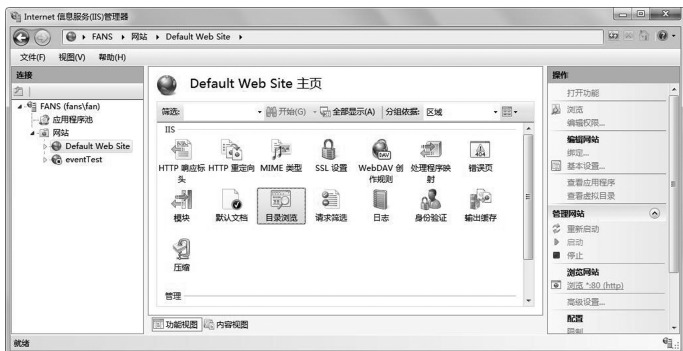 Internet 信息服务(IIS)管理器
FANS 网站 Default Web Site
文件(F) 视图(V) 帮助(H)
连接
FANS (fans\fan)
应用程序池
网站
Default Web Site
eventTest
Default Web Site 主页
筛选: 开始(G) 全部显示(A) 分组依据: 区域
IIS
HTTP 响应标头
HTTP 重定向
MIME 类型
SSL 设置
WebDAV 创作规则
处理程序映射
错误页
404
DAV
模块
默认文档
目录浏览
请求筛选
日志
身份验证
输出缓存
压缩
管理
功能视图 内容视图
操作
打开功能
浏览
编辑权限...
编辑网站
绑定...
基本设置...
查看应用程序
查看虚拟目录
管理网站
重新启动
启动
停止
浏览网站
浏览 *:80 (http)
高级设置...
配置
限制
就绪